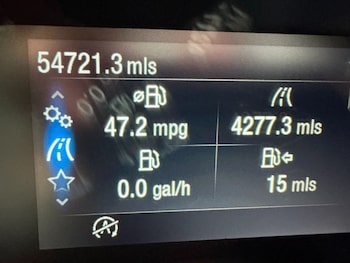 54721.3 mls
47.2 mpg
4277.3 mls
0.0 gal/h
15 mls